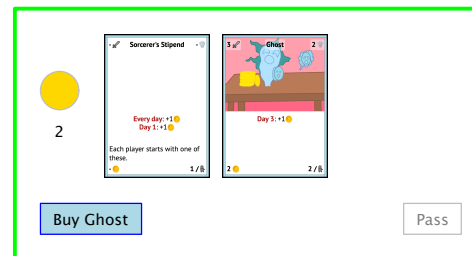 - Sorcerer's Stipend -
3 Ghost 2
Every day: +1
Day 1: +1
Day 3: +1
2
Each player starts with one of
these.
- 1 /
2 2 /
Buy Ghost
Pass